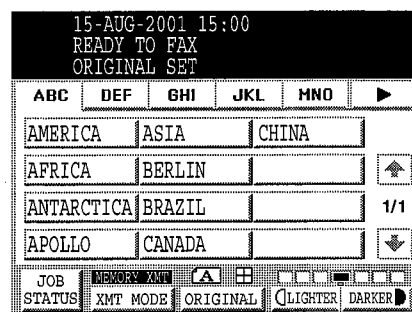 15-AUG-2001 15:00
READY TO FAX
ORIGINAL SET
ABC DEF GHI JKL MNO
AMERICA ASIA CHINA
AFRICA BERLIN
ANTARCTICA BRAZIL 1/1
APOLLO CANADA
JOB STATUS MEMORY XMT A
XMT MODE ORIGINAL LIGHTER DARKER